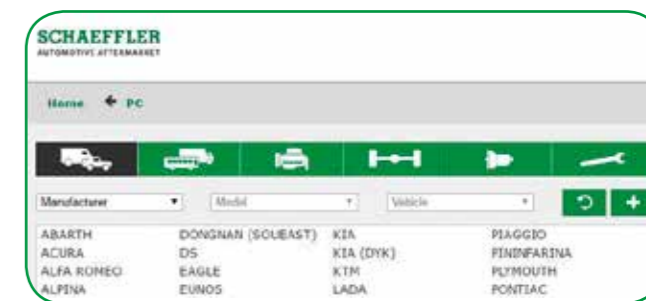 SCHAEFFLER
AUTOMOTIVE AFTERMARKET
Home PC
Manufacturer Model Vehicle
ABARTH DONGNAN (SOUEAST) KIA PIAGGIO
ACURA DS KIA (DYK) PININFARINA
ALFA ROMEO EAGLE KTM PLYMOUTH
ALPINA EUNOS LADA PONTIAC